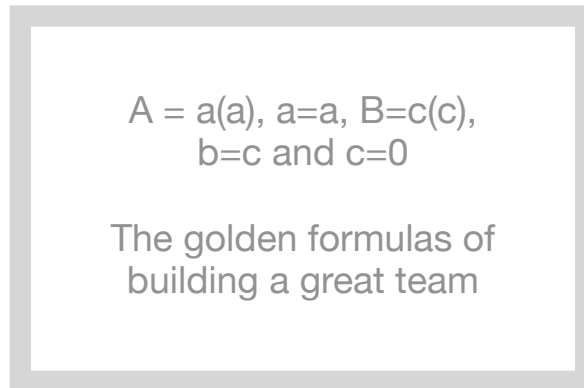 A = a(a), a=a, B=c(c),
b=c and c=0
The golden formulas of
building a great team